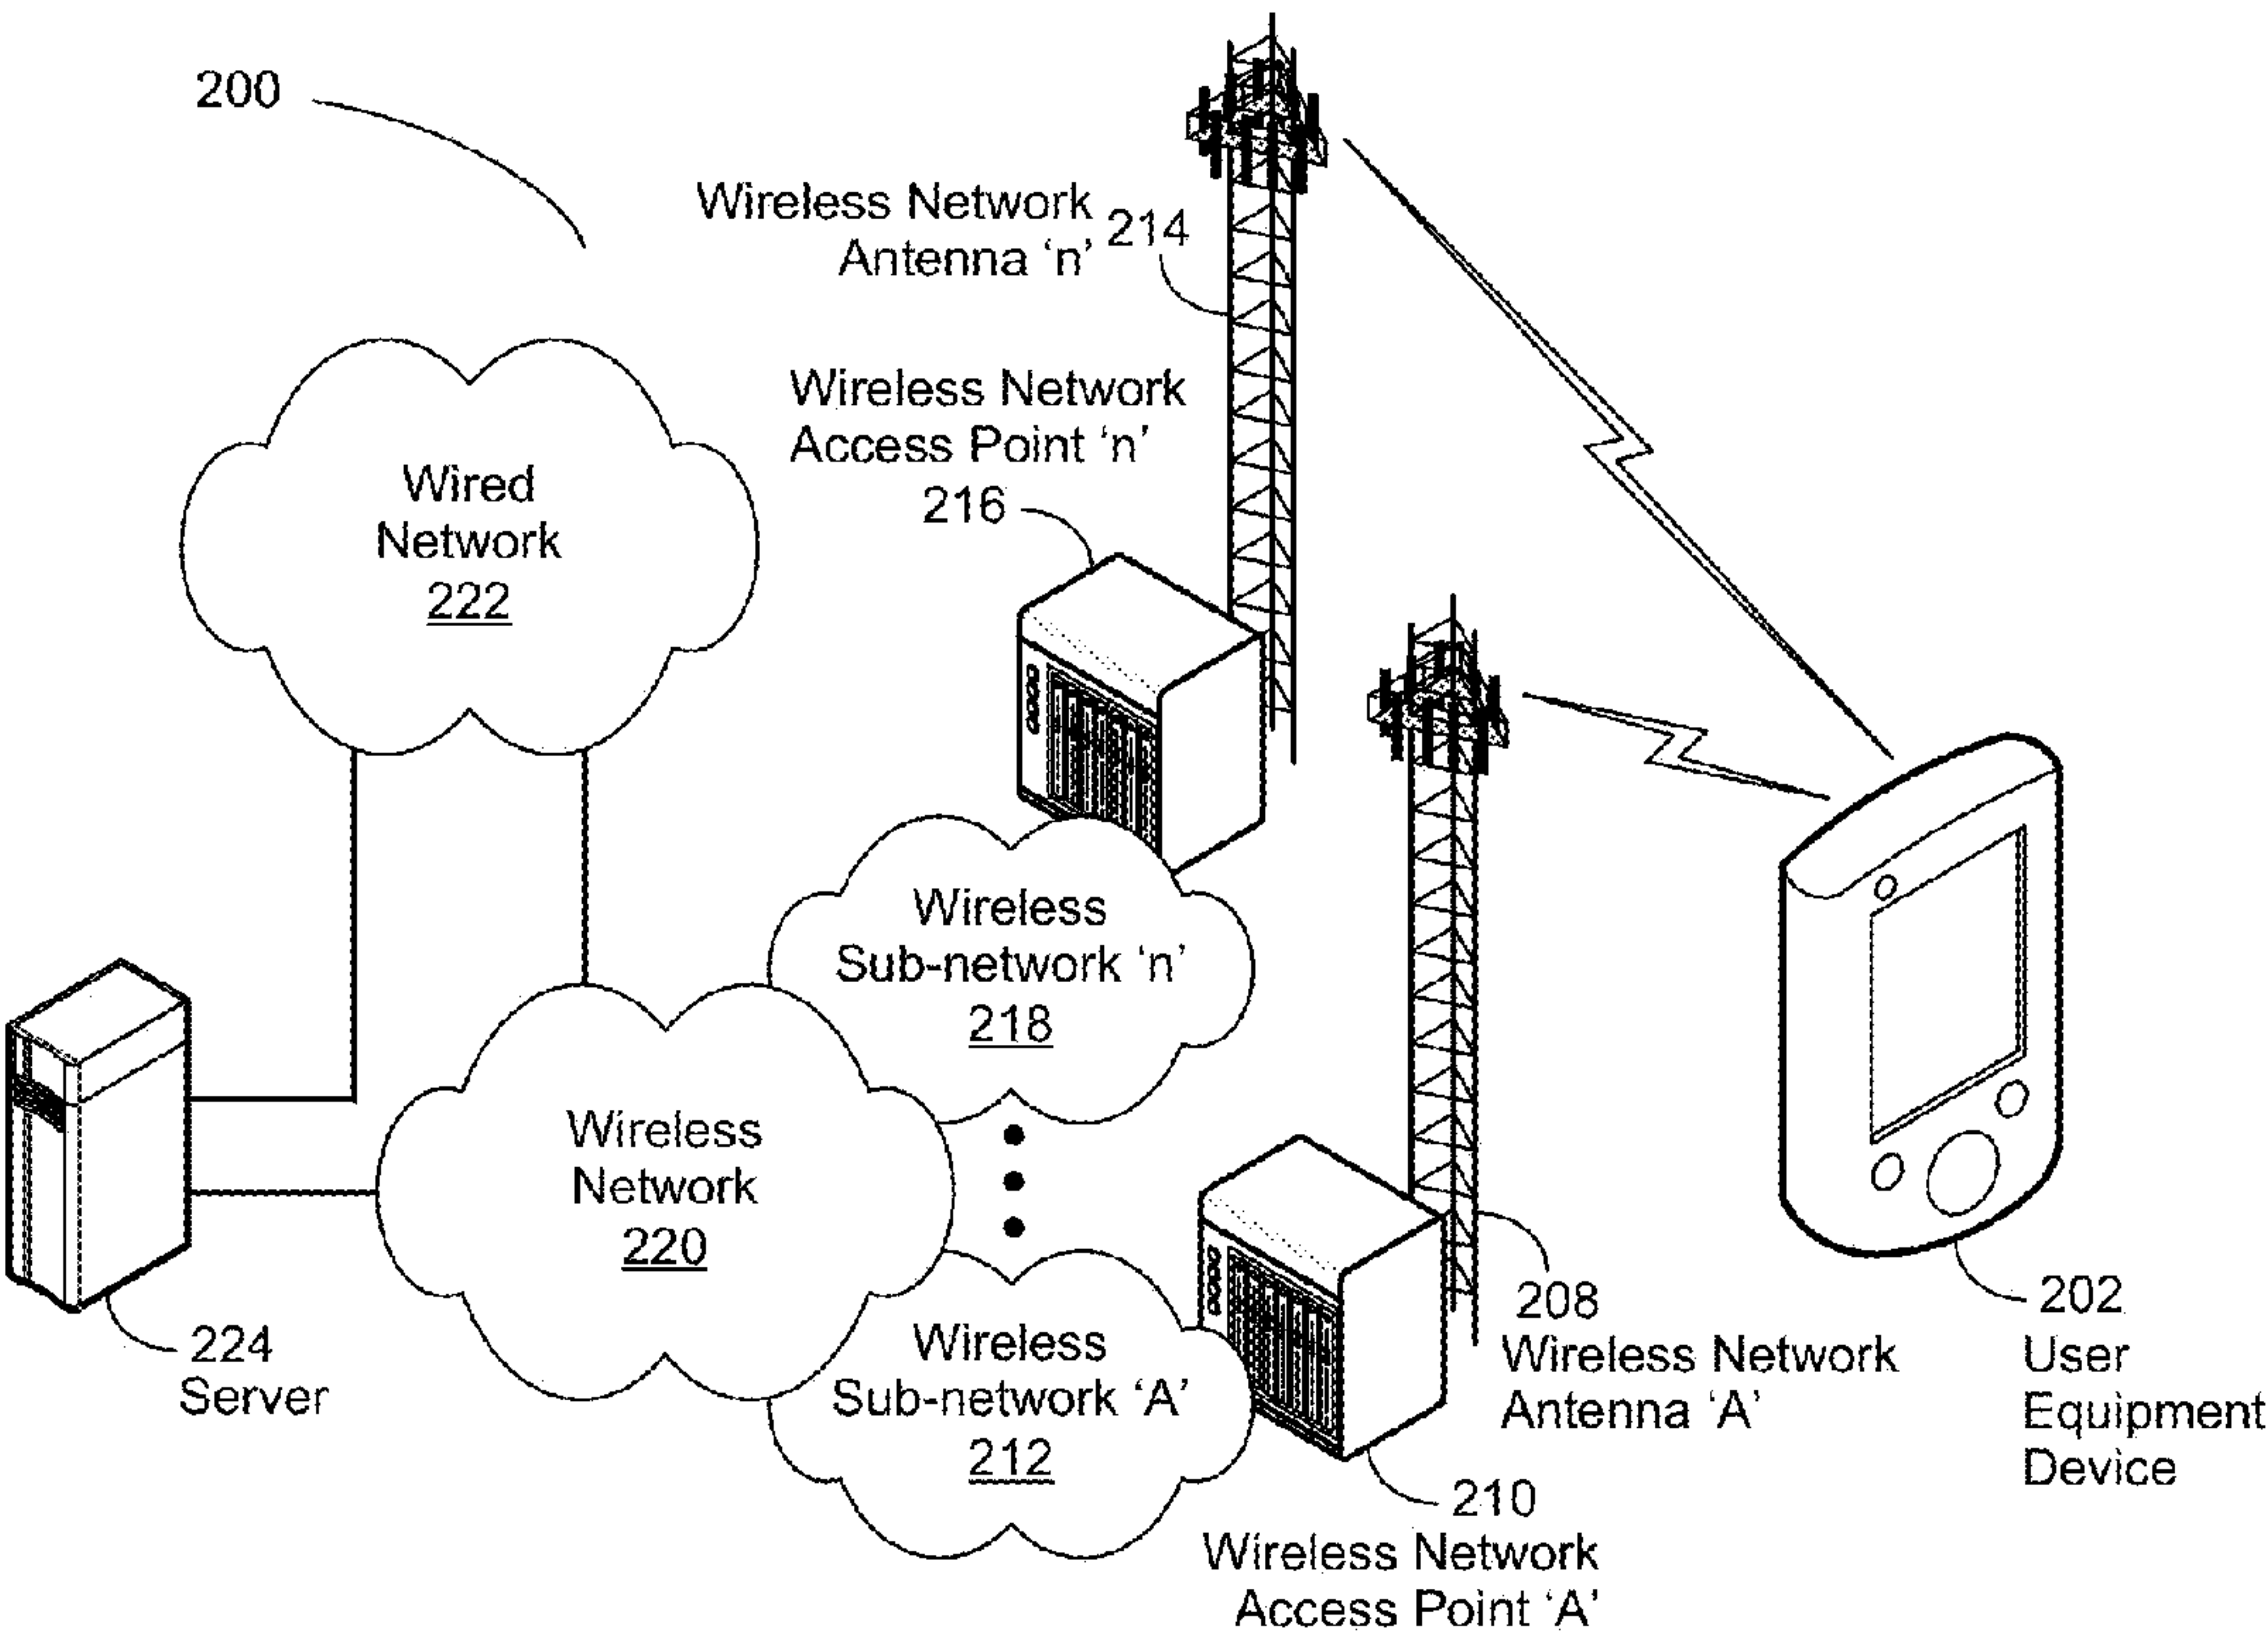 200
Wireless Network
Antenna ‘n’
214
Wireless Network
Access Point ‘n’
216
Wired
Network
222
Wireless
Sub-network ‘n’
218
Wireless
Network
220
224
Server
Wireless
Sub-network ‘A’
212
208
Wireless Network
Antenna ‘A’
202
User
Equipment
Device
210
Wireless Network
Access Point ‘A’